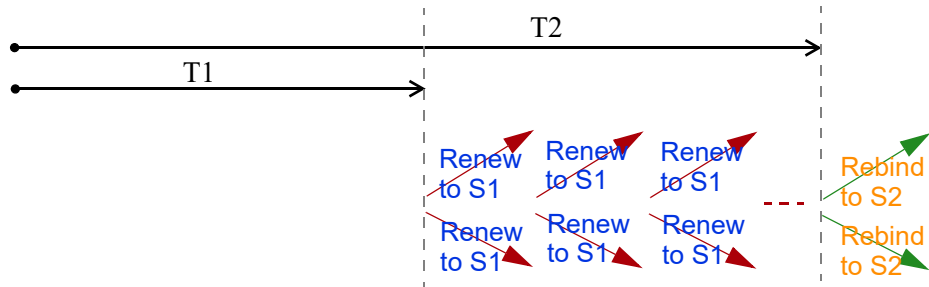 T2
T1
Renew
to S1
Renew
to S1
Renew
to S1
Rebind
to S2
Renew
to S1
Renew
to S1
Renew
to S1
Rebind
to S2